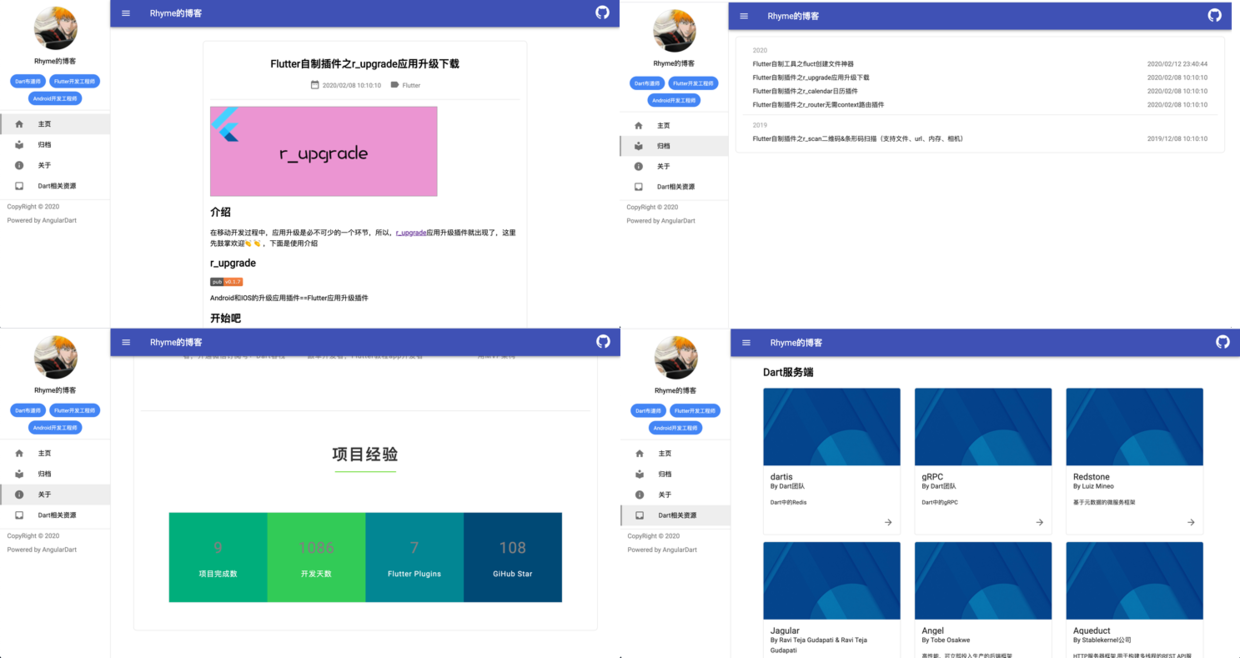 Rhyme的博客
Dart布道师
Flutter开发工程师
Android开发工程师
主页
归档
关于
Dart相关资源
CopyRight © 2020
Powered by AngularDart
Rhyme的博客
Flutter自制插件之r_upgrade应用升级下载
2020/02/08 10:10:10
Flutter
r_upgrade
介绍
在移动开发过程中，应用升级是必不可少的一个环节，所以，r_upgrade应用升级插件就出现了，这里
先鼓掌欢迎👏👏，下面是使用介绍
r_upgrade
pub v0.1.7
Android和IOS的升级应用插件==Flutter应用升级插件
开始吧
Rhyme的博客
Dart布道师
Flutter开发工程师
Android开发工程师
主页
归档
关于
Dart相关资源
CopyRight © 2020
Powered by AngularDart
Rhyme的博客
2020
Flutter自制工具之fluct创建文件神器 2020/02/12 23:40:44
Flutter自制插件之r_upgrade应用升级下载 2020/02/08 10:10:10
Flutter自制插件之r_calendar日历插件 2020/02/08 10:10:10
Flutter自制插件之r_router无需context路由插件 2020/02/08 10:10:10
2019
Flutter自制插件之r_scan二维码&条形码扫描（支持文件、url、内存、相机） 2019/12/08 10:10:10
Rhyme的博客
Dart布道师
Flutter开发工程师
Android开发工程师
主页
归档
关于
Dart相关资源
CopyRight © 2020
Powered by AngularDart
Rhyme的博客
项目经验
9
项目完成数
1086
开发天数
7
Flutter Plugins
108
GiHub Star
Rhyme的博客
Dart布道师
Flutter开发工程师
Android开发工程师
主页
归档
关于
Dart相关资源
CopyRight © 2020
Powered by AngularDart
Rhyme的博客
Dart服务端
dartis
By Dart团队
Dart中的Redis
gRPC
By Dart团队
Dart中的gRPC
Redstone
By Luiz Mineo
基于元数据的微服务框架
Jagular
By Ravi Teja Gudapati & Ravi Teja
Gudapati
Angel
By Tobe Osakwe
高性能、可立即投入生产的后端框架
Aqueduct
By Stablekernel公司
HTTP服务器框架,用于构建多线程的REST API服